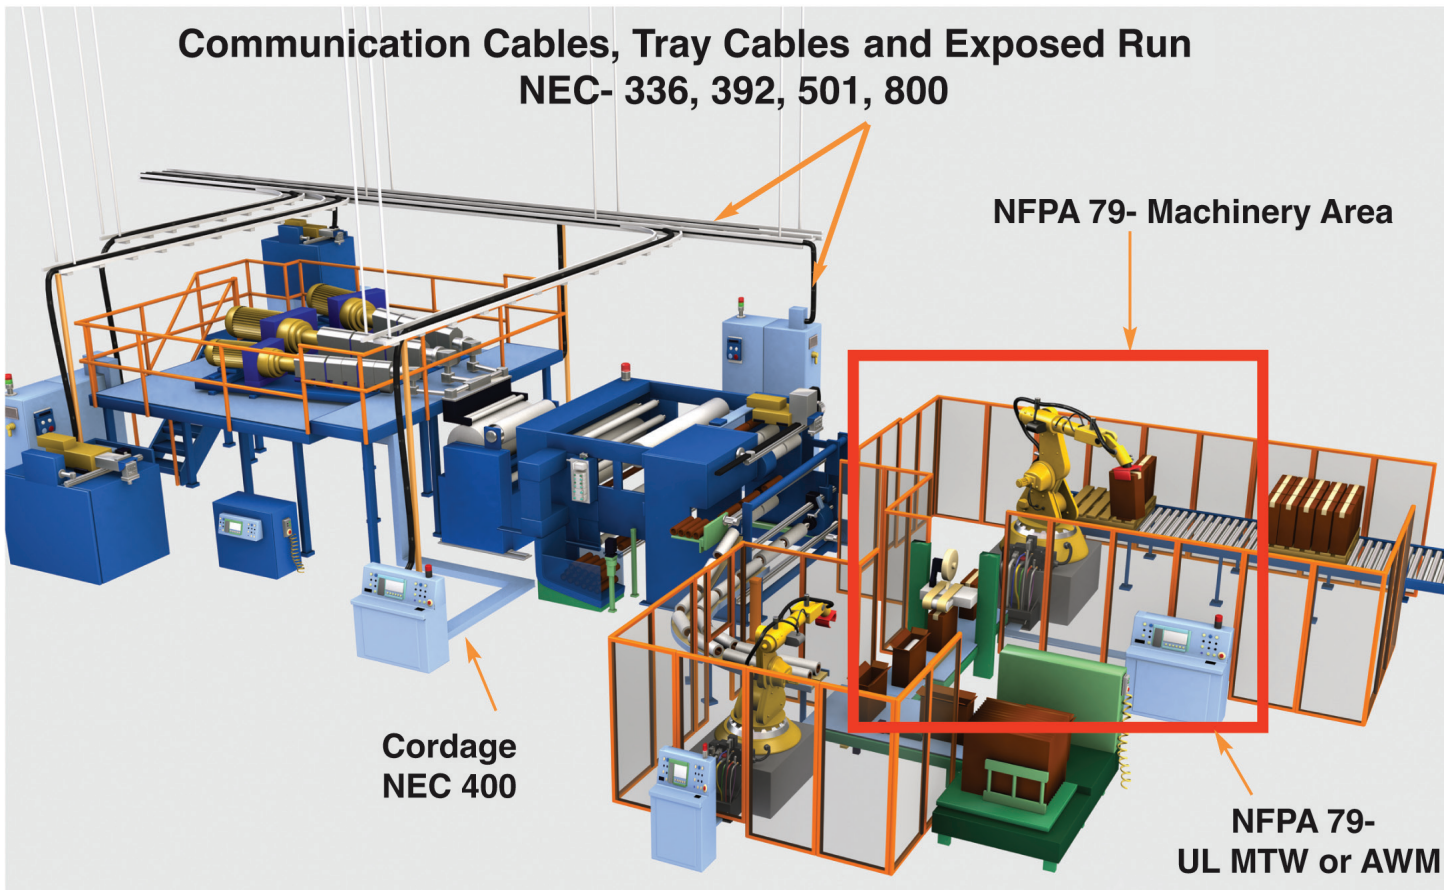 Communication Cables, Tray Cables and Exposed Run
NEC- 336, 392, 501, 800
NFPA 79- Machinery Area
Cordage
NEC 400
NFPA 79-
UL MTW or AWM